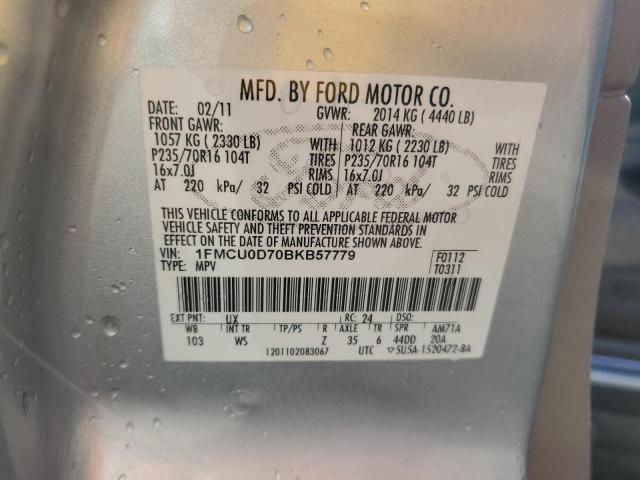 MFD. BY FORD MOTOR CO.
DATE: 02/11 GVWR: 2014 KG ( 4440 LB)
FRONT GAWR: REAR GAWR:
1057 KG ( 2330 LB) WITH 1012 KG ( 2230 LB) WITH
P235/70R16 104T TIRES P235/70R16 104T TIRES
16x7.0J RIMS 16x7.0J RIMS
AT 220 kPa/ 32 PSI COLD AT 220 kPa/ 32 PSI COLD
THIS VEHICLE CONFORMS TO ALL APPLICABLE FEDERAL MOTOR
VEHICLE SAFETY AND THEFT PREVENTION STANDARDS IN
EFFECT ON THE DATE OF MANUFACTURE SHOWN ABOVE.
VIN: 1FMCU0D70BKB57779 F0112
TYPE: MPV T0311
EXT PNT: UX RC: 24 DSO:
WB INT TR TP/PS R AXLE TR SPR AM71A
103 WS Z 35 6 44DD 20A
1201102083067 UTC ▽5U5A-1520472-BA
Ford